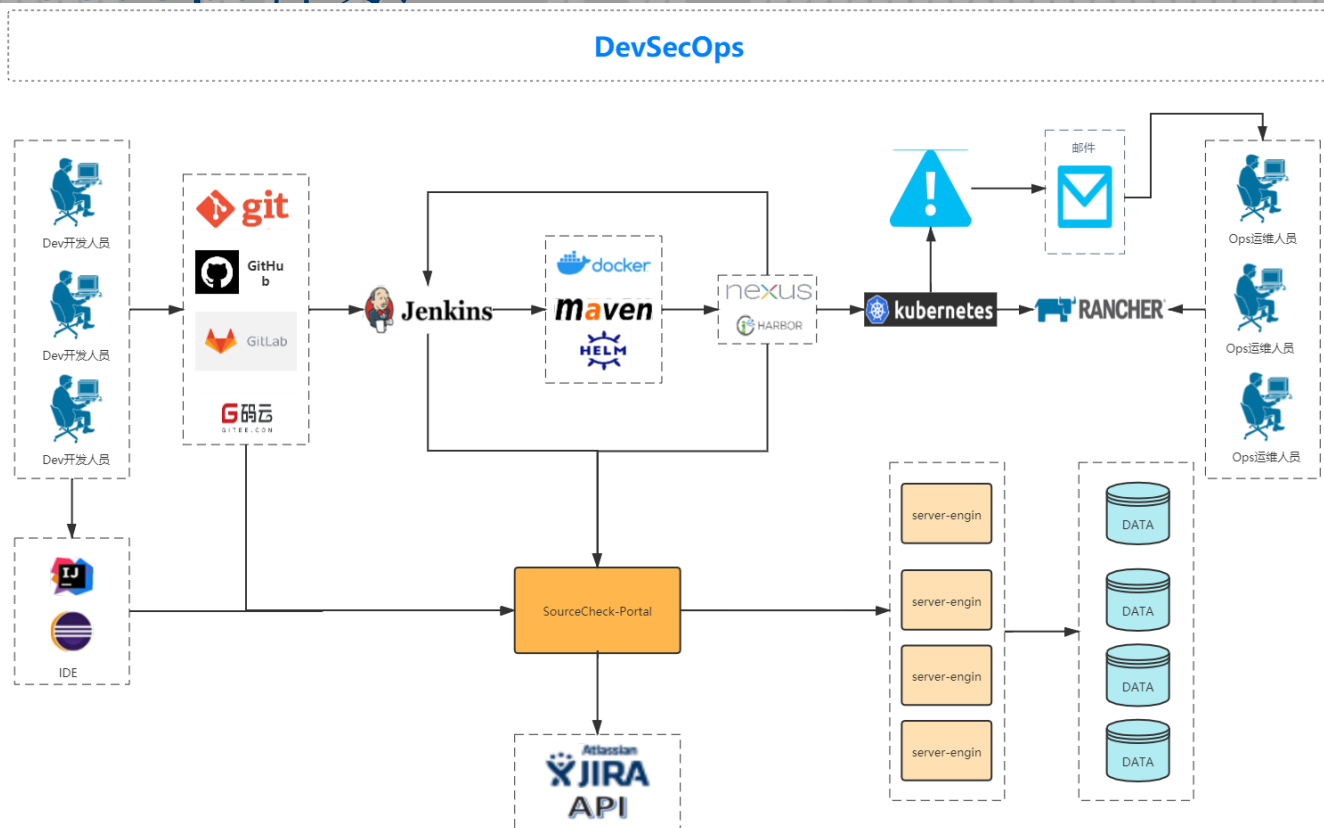 DevSecOps
Dev开发人员
Dev开发人员
Dev开发人员
git
GitHu
b
GitLab
G码云
GITEE.COM
Jenkins
docker
maven
HELM
nexus
HARBOR
kubernetes
RANCHER
邮件
Ops运维人员
Ops运维人员
Ops运维人员
IJ
IDE
SourceCheck-Portal
server-engin
server-engin
server-engin
server-engin
DATA
DATA
DATA
DATA
Atlassian
JIRA
API